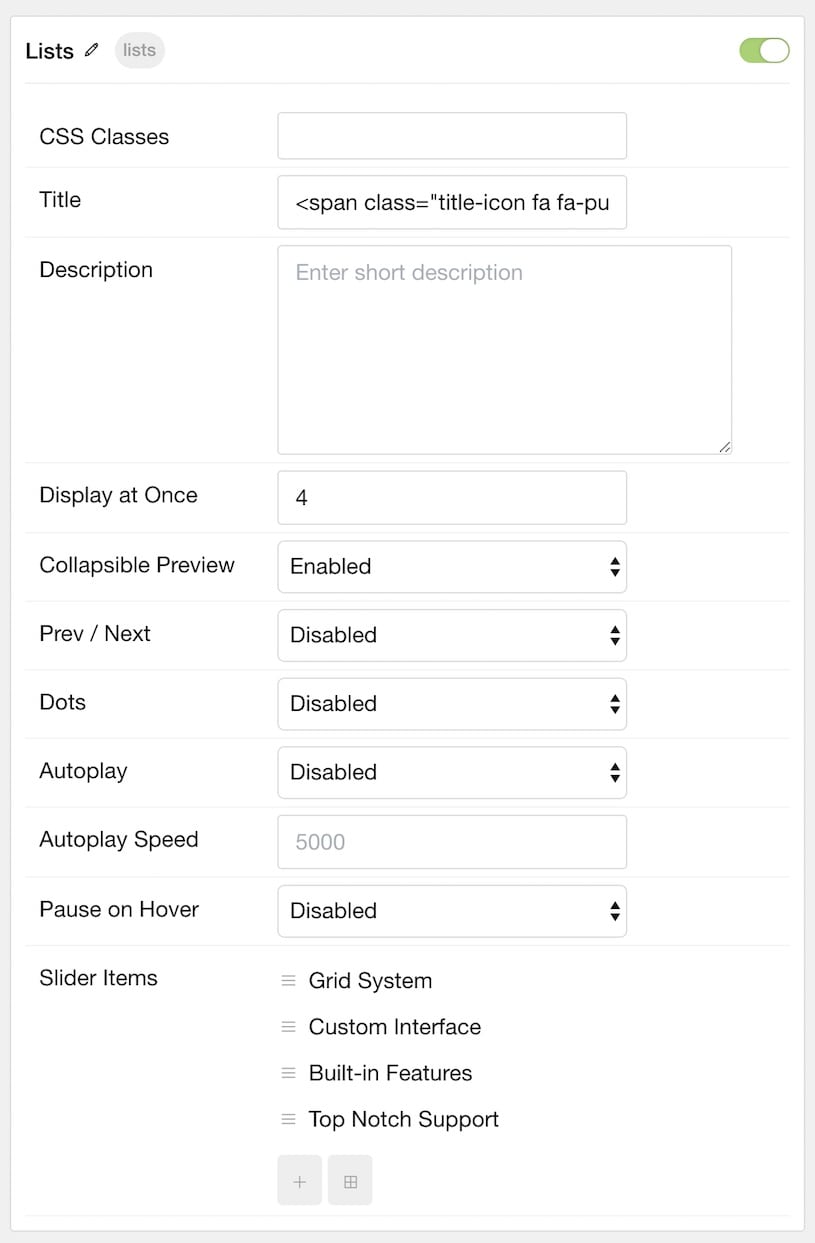 Lists lists
CSS Classes
Title <span class="title-icon fa fa-pu
Description Enter short description
Display at Once 4
Collapsible Preview Enabled
Prev / Next Disabled
Dots Disabled
Autoplay Disabled
Autoplay Speed 5000
Pause on Hover Disabled
Slider Items Grid System
Custom Interface
Built-in Features
Top Notch Support